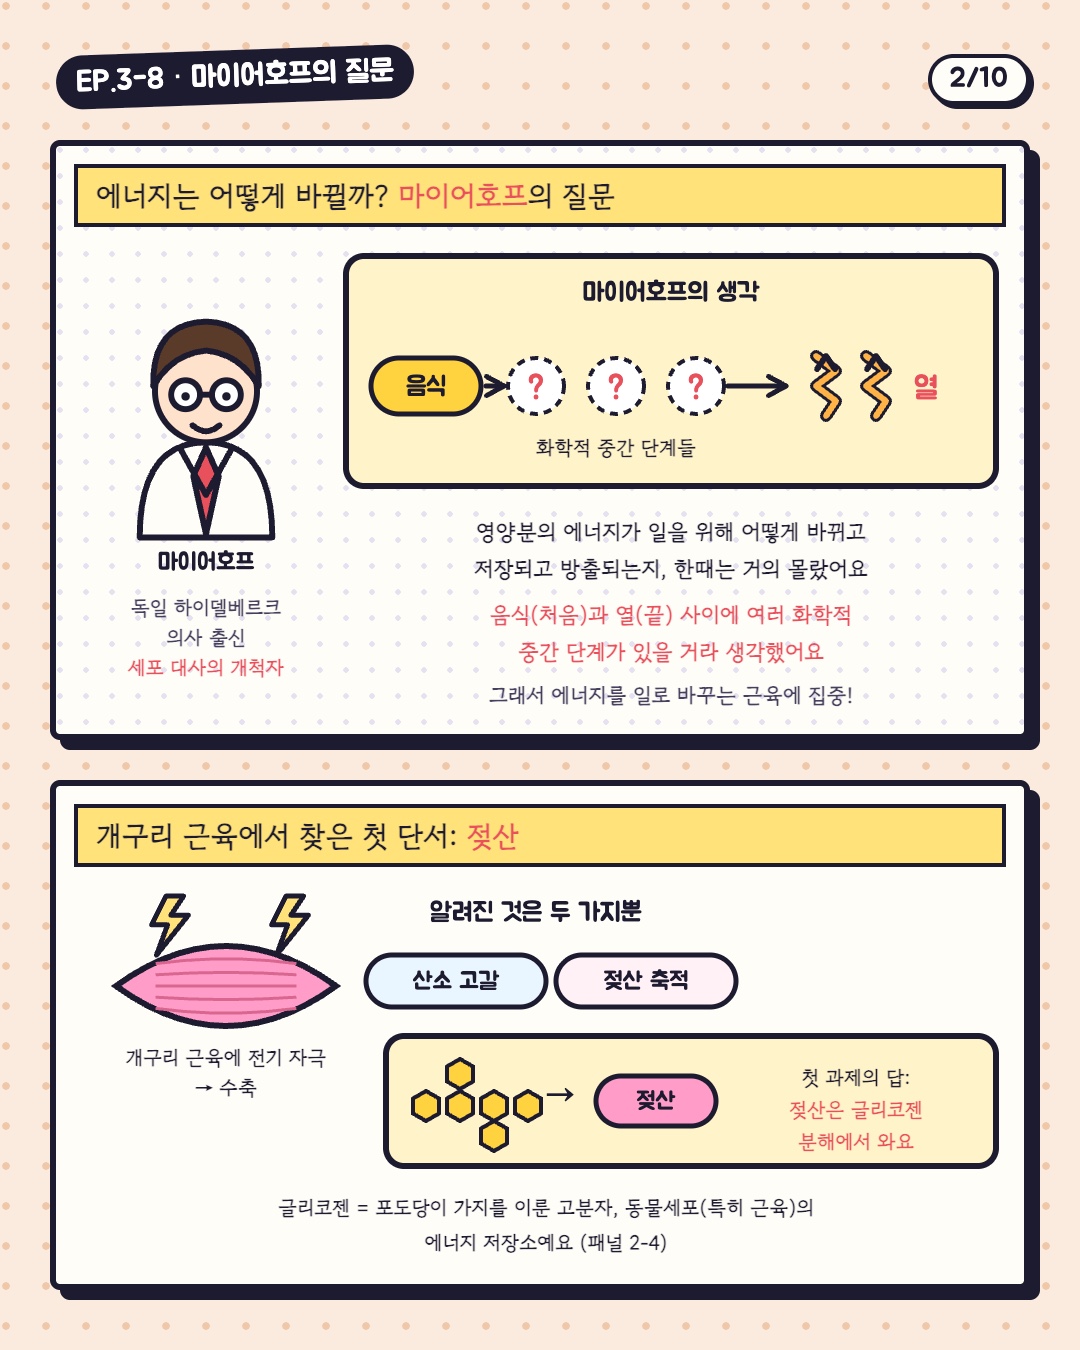 EP.3-8 · 마이어호프의 질문
2/10
에너지는 어떻게 바뀔까? 마이어호프의 질문
마이어호프의 생각
음식
?
?
?
열
화학적 중간 단계들
마이어호프
독일 하이델베르크
의사 출신
세포 대사의 개척자
영양분의 에너지가 일을 위해 어떻게 바뀌고
저장되고 방출되는지, 한때는 거의 몰랐어요
음식(처음)과 열(끝) 사이에 여러 화학적
중간 단계가 있을 거라 생각했어요
그래서 에너지를 일로 바꾸는 근육에 집중!
개구리 근육에서 찾은 첫 단서: 젖산
알려진 것은 두 가지뿐
산소 고갈
젖산 축적
개구리 근육에 전기 자극
→ 수축
→
젖산
첫 과제의 답:
젖산은 글리코젠
분해에서 와요
글리코젠 = 포도당이 가지를 이룬 고분자, 동물세포(특히 근육)의
에너지 저장소예요 (패널 2-4)